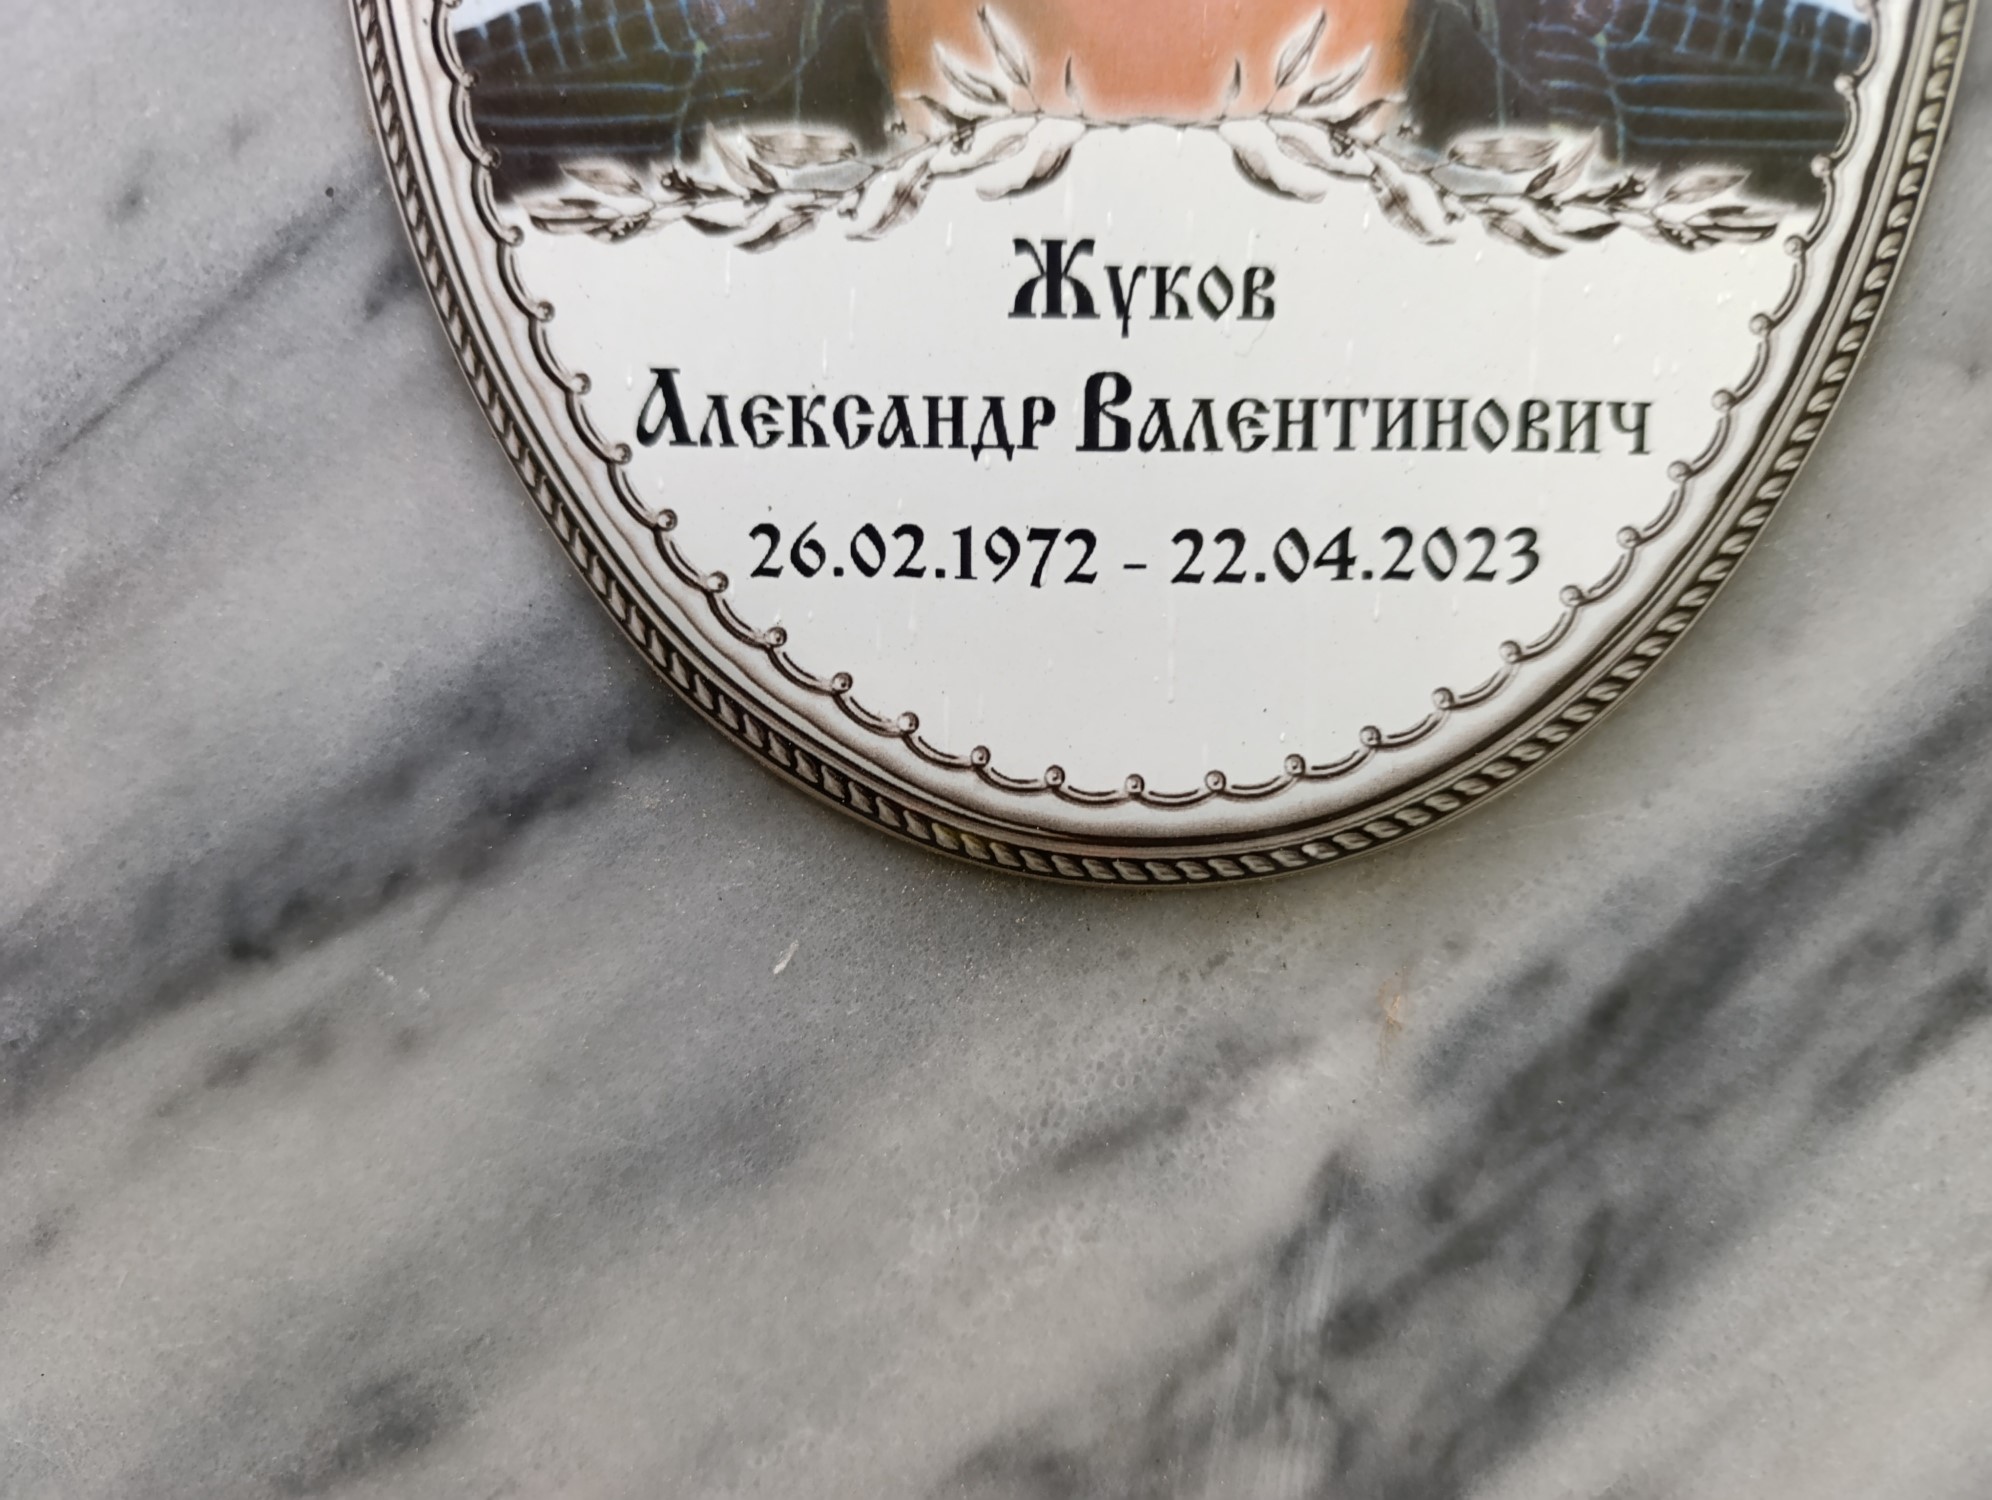 Жуков
Александр Валентинович
26.02.1972 - 22.04.2023